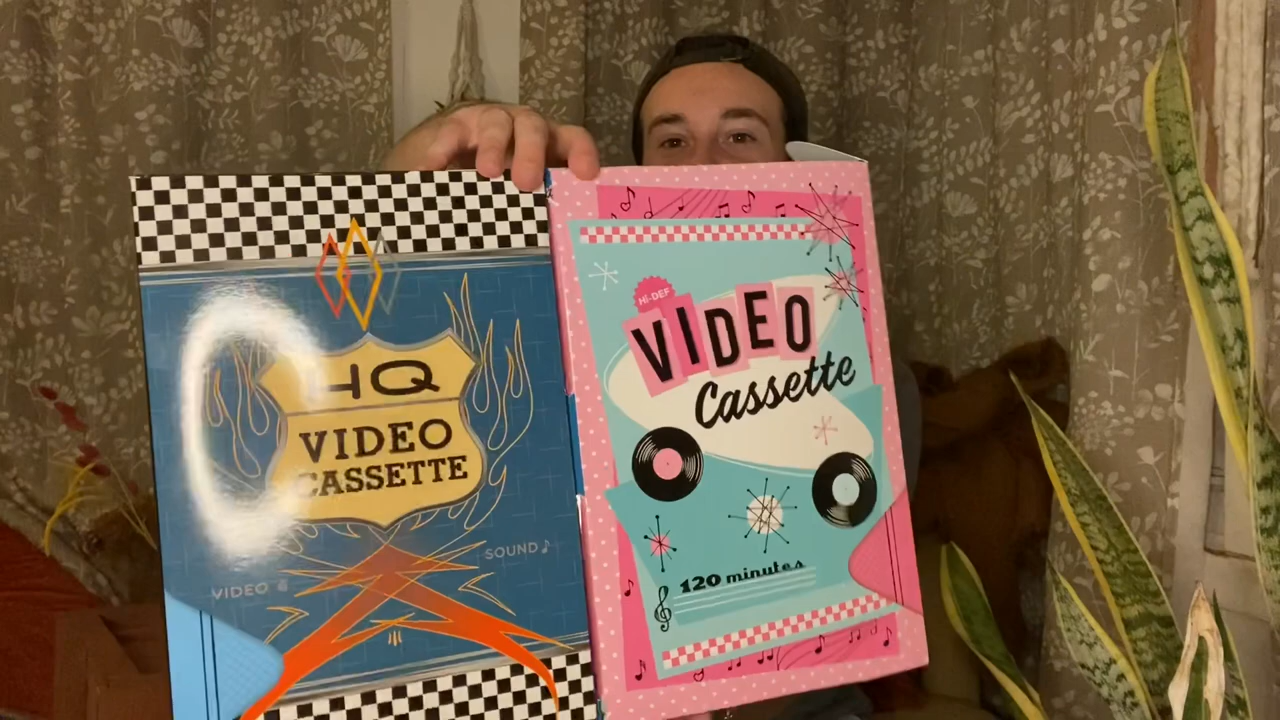 HQ
VIDEO
CASSETTE
VIDEO
SOUND
Hi-DEF
VIDEO
Cassette
120 minutes